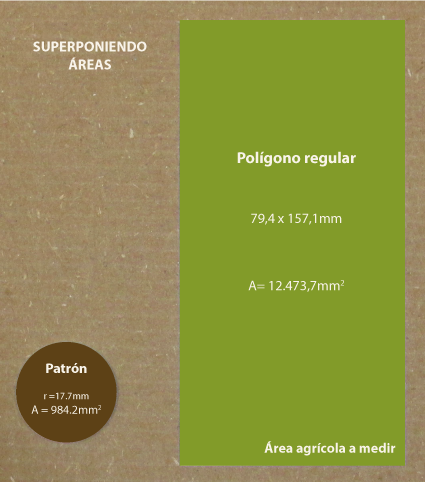 SUPERPONIENDO
ÁREAS
Polígono regular
79,4 x 157,1mm
A= 12.473,7mm²
Patrón
r =17.7mm
A = 984.2mm²
Área agrícola a medir